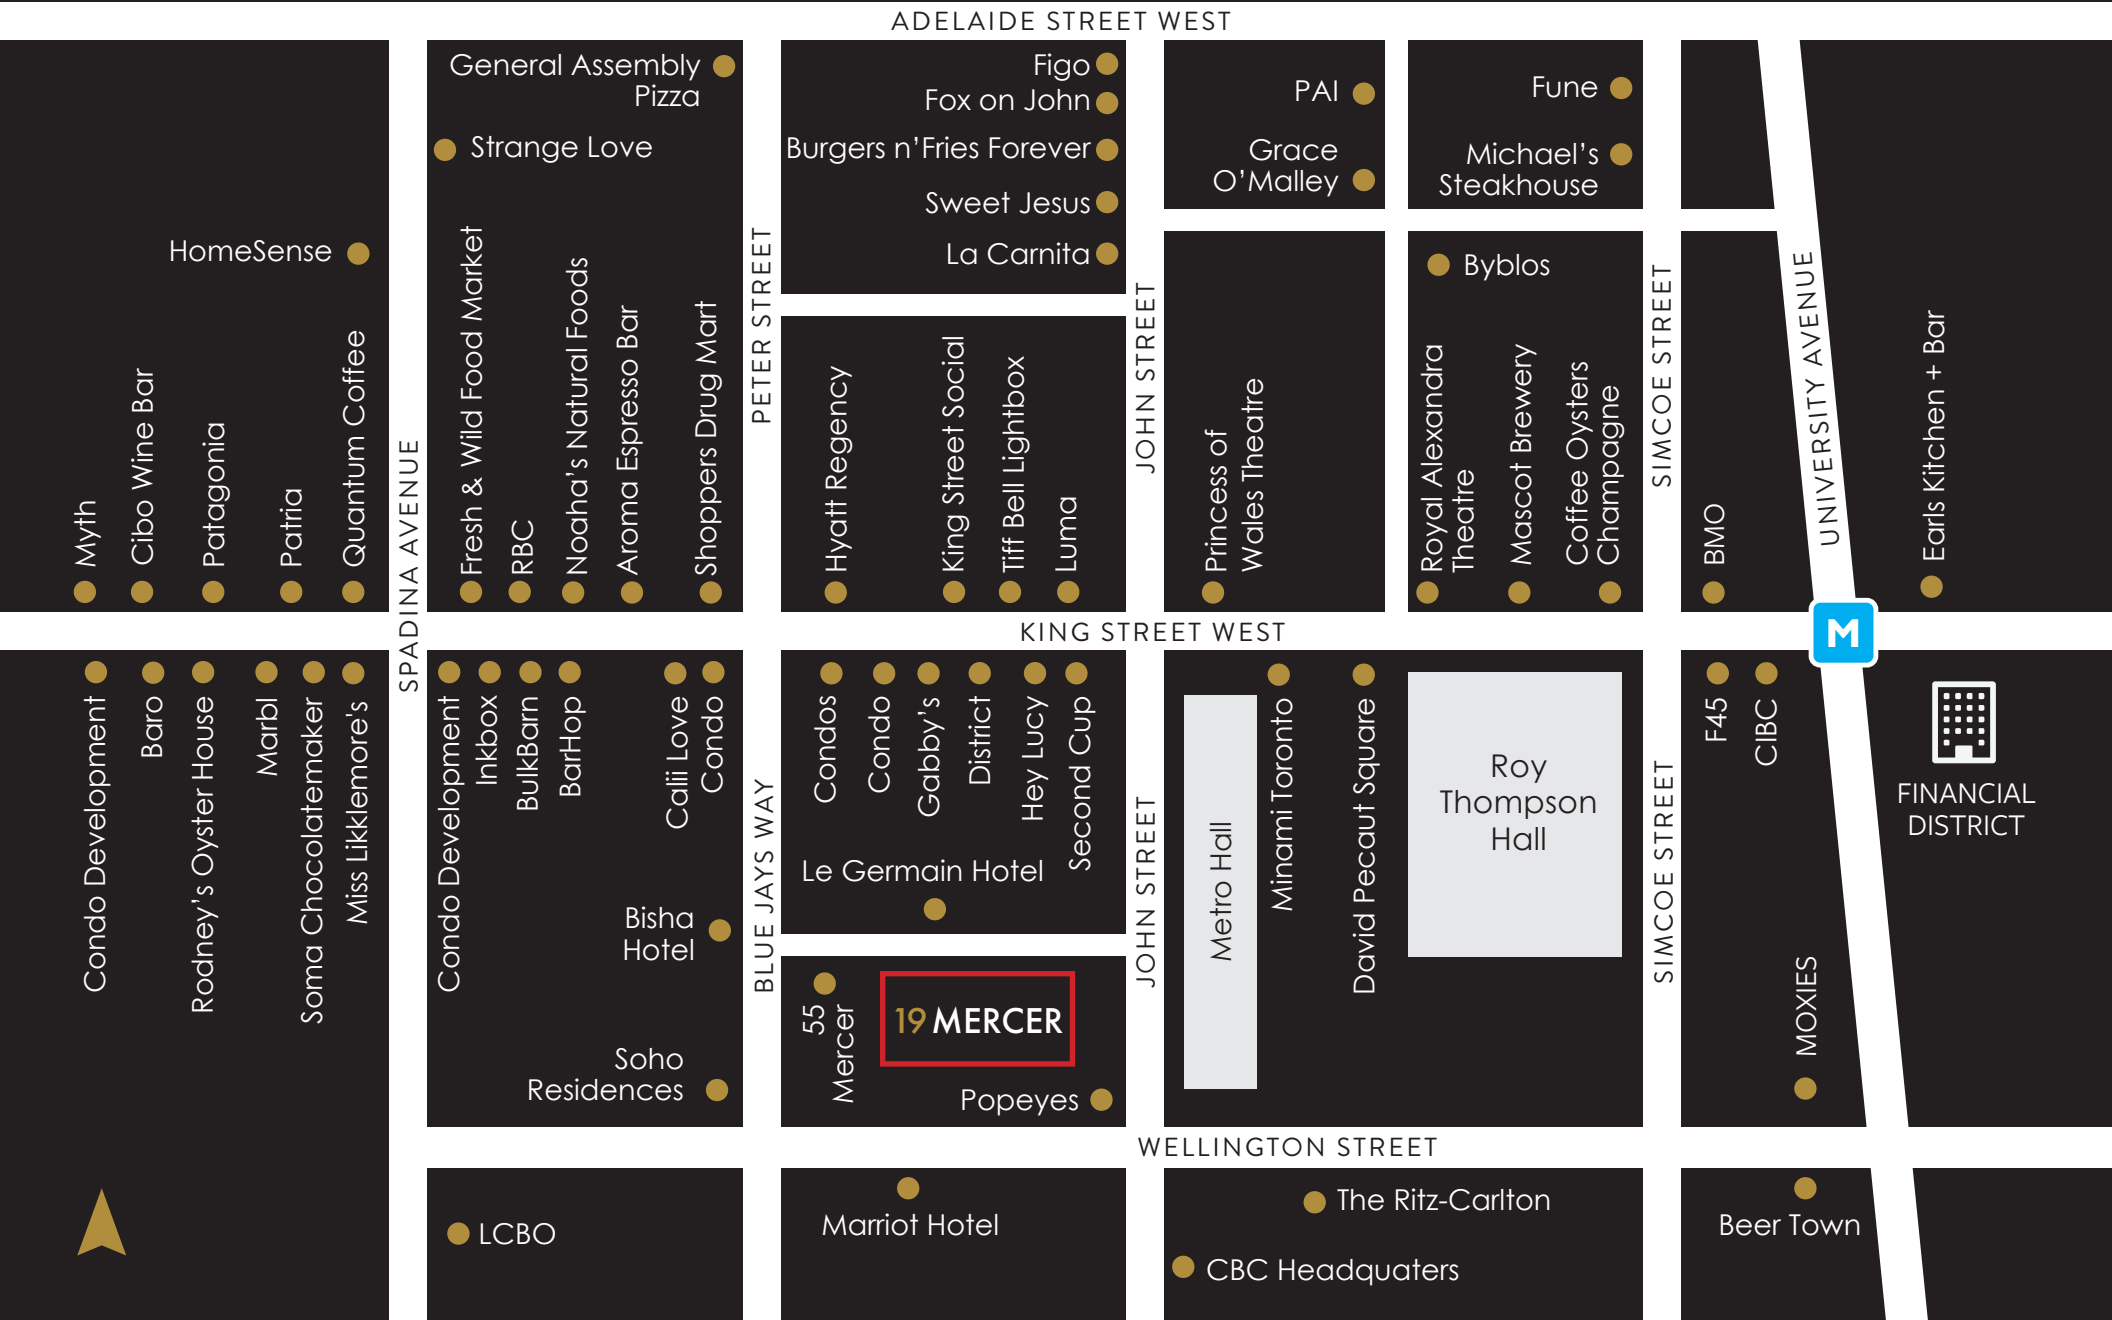 ADELAIDE STREET WEST
General Assembly
Pizza
Strange Love
Figo
Fox on John
Burgers n'Fries Forever
Sweet Jesus
La Carnita
PAI
Grace
O'Malley
Fune
Michael's
Steakhouse
HomeSense
Byblos
Myth
Cibo Wine Bar
Patagonia
Patria
Quantum Coffee
SPADINA AVENUE
Fresh & Wild Food Market
RBC
Noaha's Natural Foods
Aroma Espresso Bar
Shoppers Drug Mart
PETER STREET
Hyatt Regency
King Street Social
Tiff Bell Lightbox
Luma
JOHN STREET
Princess of
Wales Theatre
Royal Alexandra
Theatre
Mascot Brewery
Coffee Oysters
Champagne
SIMCOE STREET
BMO
UNIVERSITY AVENUE
Earls Kitchen + Bar
KING STREET WEST
M
Condo Development
Baro
Rodney's Oyster House
Marbl
Soma Chocolatemaker
Miss Likklemore's
Condo Development
Inkbox
BulkBarn
BarHop
Calii Love
Condo
Bisha
Hotel
Soho
Residences
BLUE JAYS WAY
Condos
Condo
Gabby's
District
Hey Lucy
Second Cup
Le Germain Hotel
55
Mercer
19 MERCER
Popeyes
JOHN STREET
Metro Hall
Minami Toronto
David Pecaut Square
Roy
Thompson
Hall
SIMCOE STREET
F45
CIBC
MOXIES
FINANCIAL
DISTRICT
WELLINGTON STREET
LCBO
Marriot Hotel
The Ritz-Carlton
CBC Headquaters
Beer Town